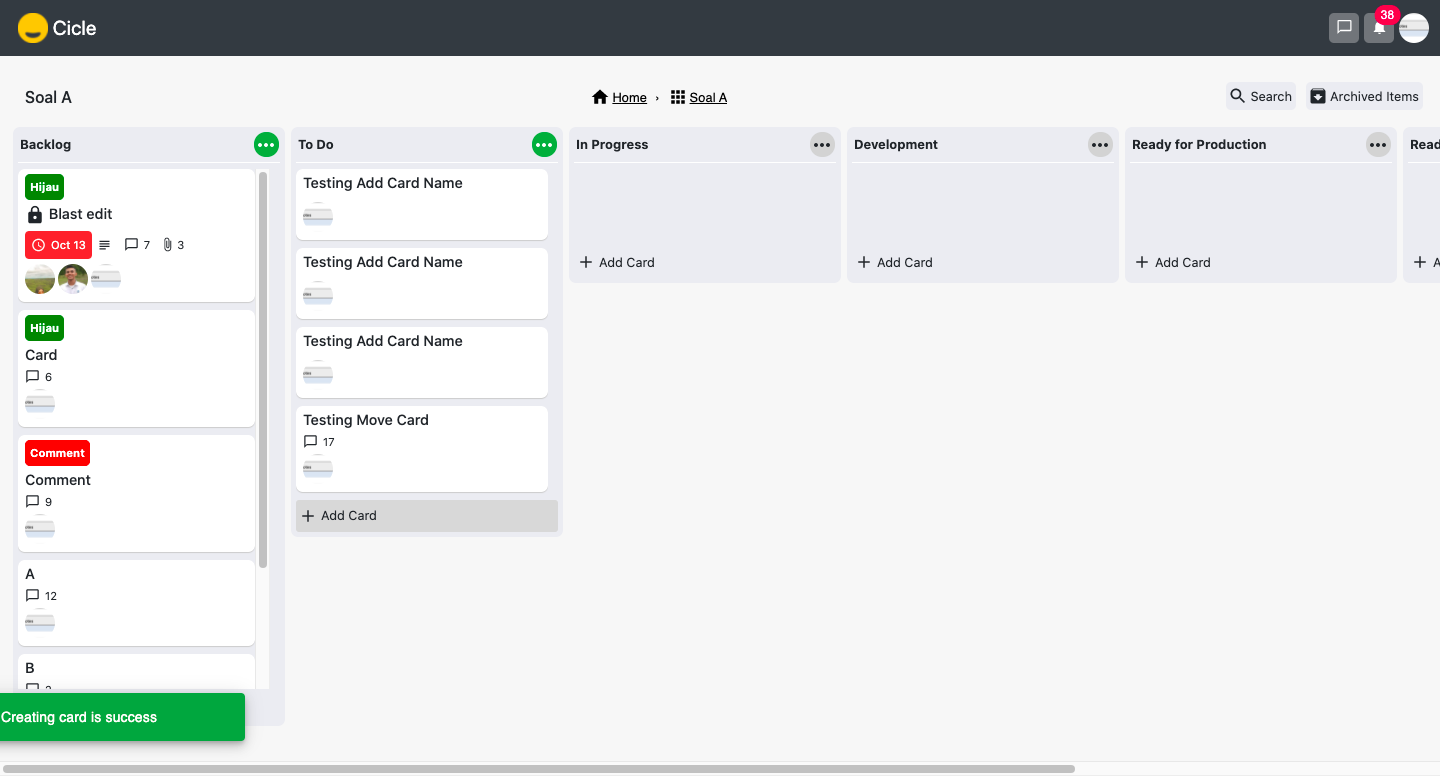 Cicle
38
Soal A
Home › Soal A
Search
Archived Items
Backlog
Hijau
Blast edit
Oct 13
7
3
Hijau
Card
6
Comment
Comment
9
A
12
B
To Do
Testing Add Card Name
Testing Add Card Name
Testing Add Card Name
Testing Move Card
17
Add Card
In Progress
Add Card
Development
Add Card
Ready for Production
Add Card
Read
A
Creating card is success